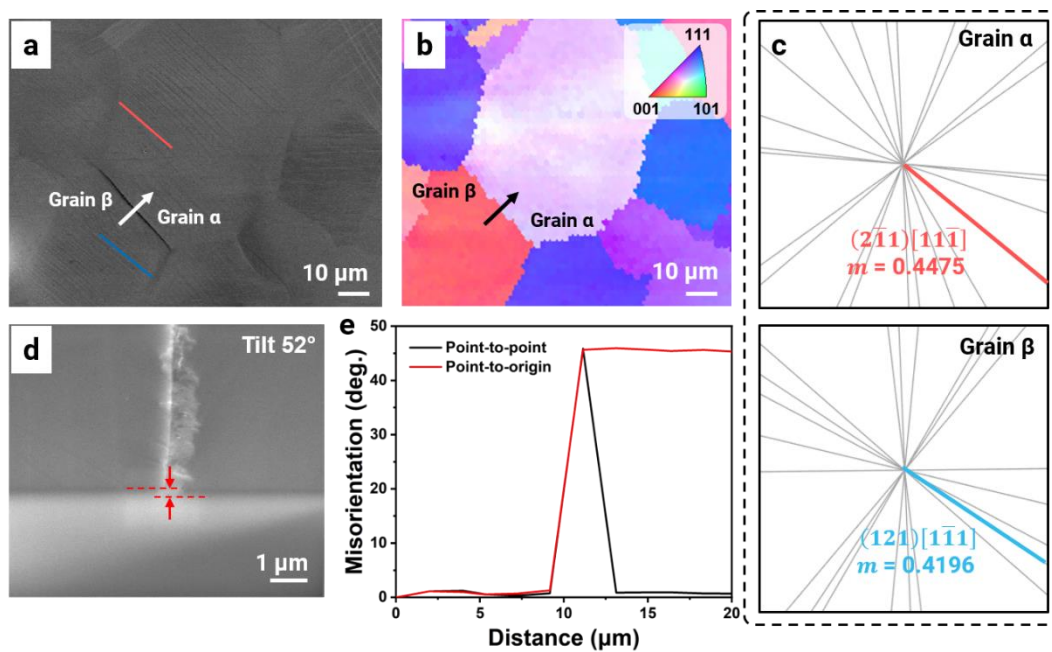 a
Grain β
Grain α
10 µm
b
111
001
101
Grain β
Grain α
10 µm
c
Grain α
(21̄1)[111̄]
m = 0.4475
Grain β
(121)[11̄1]
m = 0.4196
d
Tilt 52°
1 µm
e
Misorientation (deg.)
50
40
30
20
10
0
Point-to-point
Point-to-origin
0
5
10
15
20
Distance (µm)